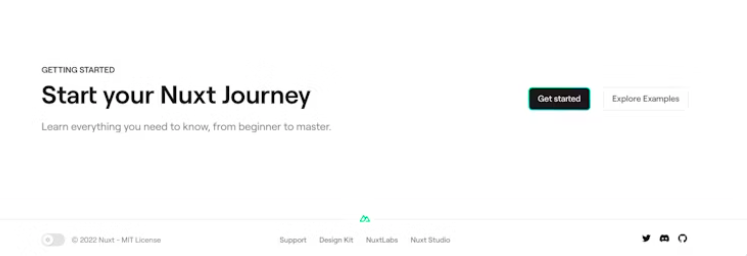 GETTING STARTED
Start your Nuxt Journey
Learn everything you need to know, from beginner to master.
Get started
Explore Examples
© 2022 Nuxt - MIT License
Support
Design Kit
NuxtLabs
Nuxt Studio